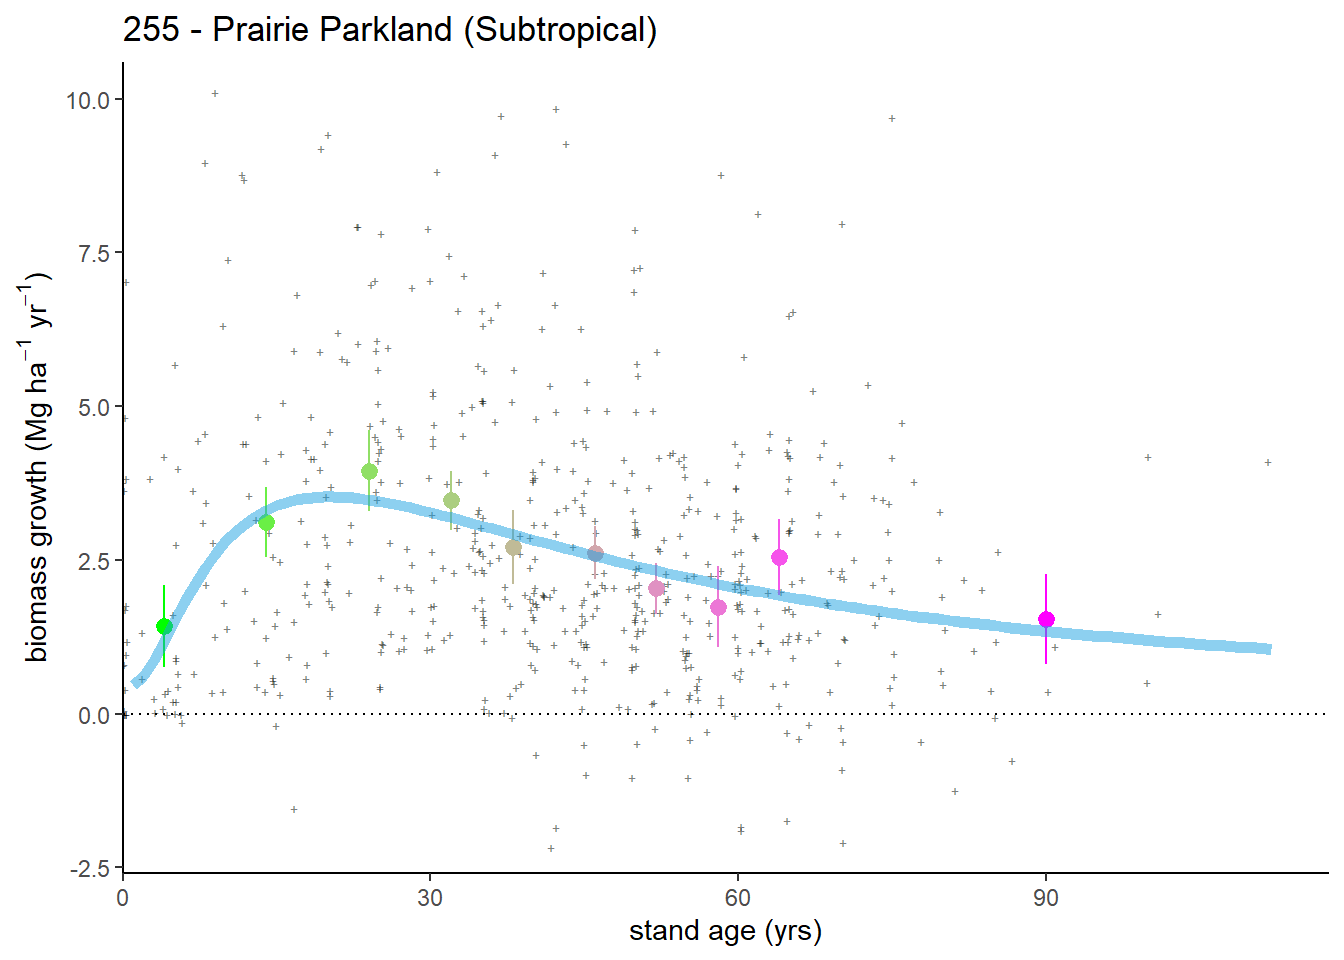 255 - Prairie Parkland (Subtropical)
biomass growth (Mg ha⁻¹ yr⁻¹)
10.0
7.5
5.0
2.5
0.0
-2.5
0 30 60 90
stand age (yrs)